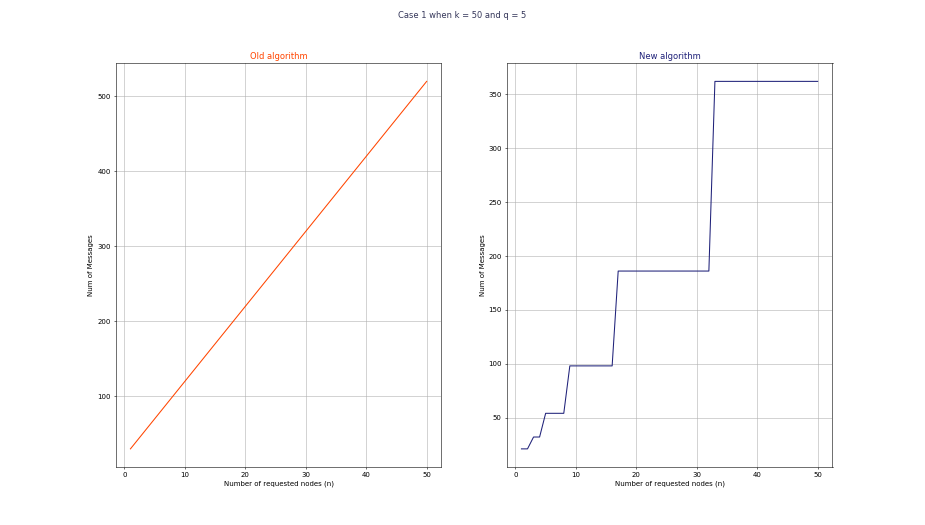 Case 1 when k = 50 and q = 5
Old algorithm
Num of Messages
500
400
300
200
100
0 10 20 30 40 50
Number of requested nodes (n)
New algorithm
Num of Messages
350
300
250
200
150
100
50
0 10 20 30 40 50
Number of requested nodes (n)